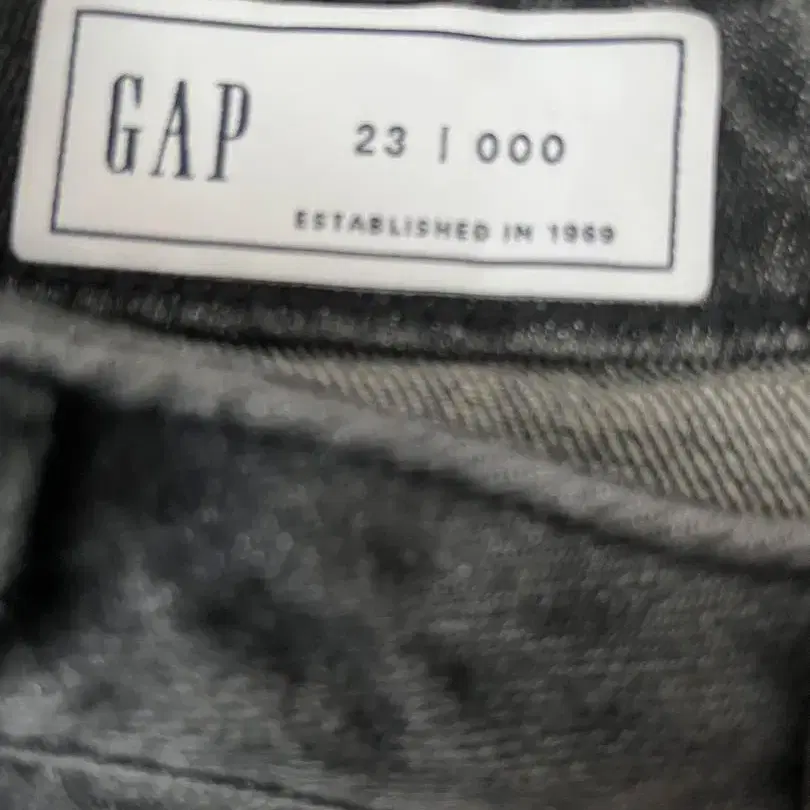 GAP
23 | 000
ESTABLISHED IN 1969